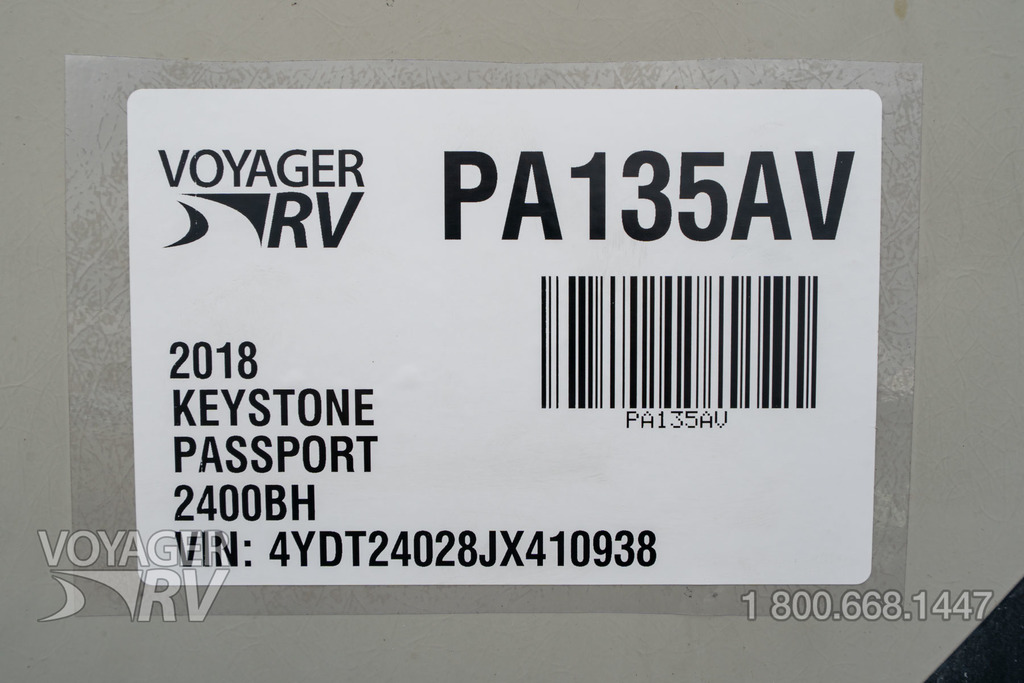 VOYAGER
RV
PA135AV
PA135AV
2018
KEYSTONE
PASSPORT
2400BH
VIN: 4YDT24028JX410938
VOYAGER
RV
1 800.668.1447